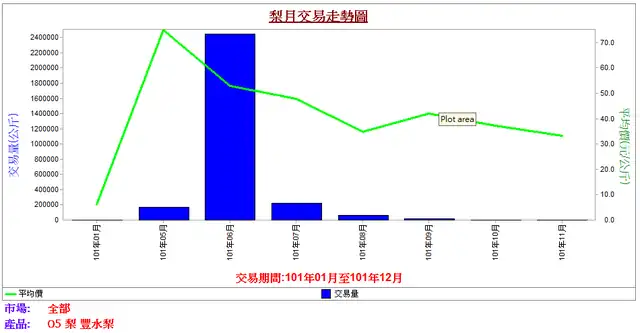 梨月交易走勢圖
交易量(公斤)
2400000
2200000
2000000
1800000
1600000
1400000
1200000
1000000
800000
600000
400000
200000
0
70.0
60.0
50.0
40.0
30.0
20.0
10.0
0.0
平均價(元/公斤)
Plot area
101年01月
101年05月
101年06月
101年07月
101年08月
101年09月
101年10月
101年11月
交易期間:101年01月至101年12月
平均價 交易量
市場: 全部
產品: O5 梨 豐水梨